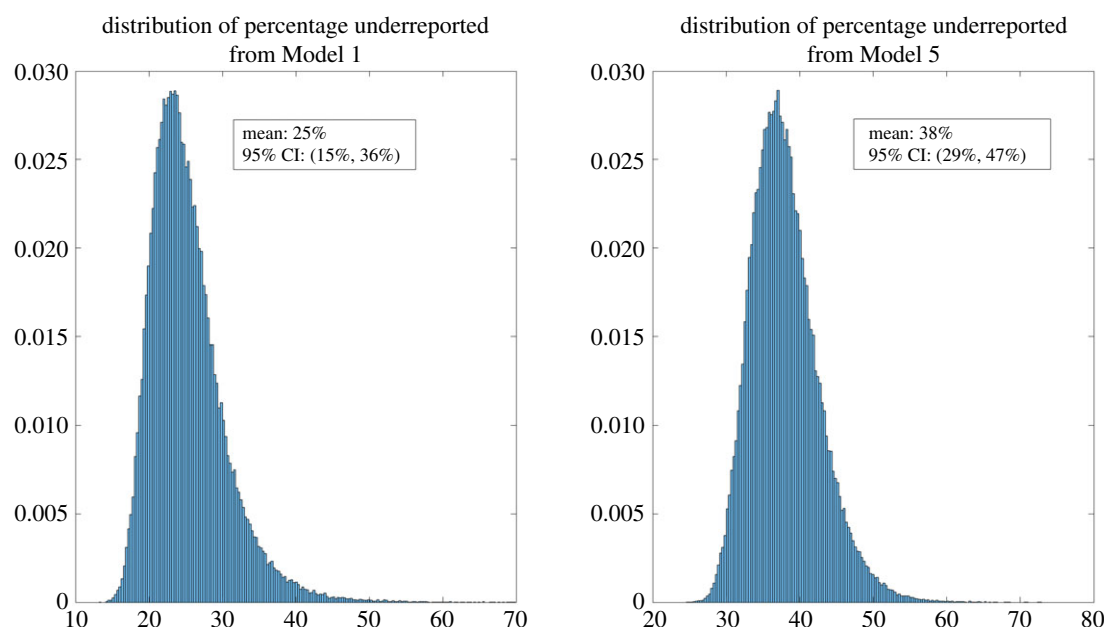 distribution of percentage underreported
from Model 1
0.030
mean: 25%
95% CI: (15%, 36%)
0.025
0.020
0.015
0.010
0.005
0
10 20 30 40 50 60 70
distribution of percentage underreported
from Model 5
0.030
mean: 38%
95% CI: (29%, 47%)
0.025
0.020
0.015
0.010
0.005
0
20 30 40 50 60 70 80